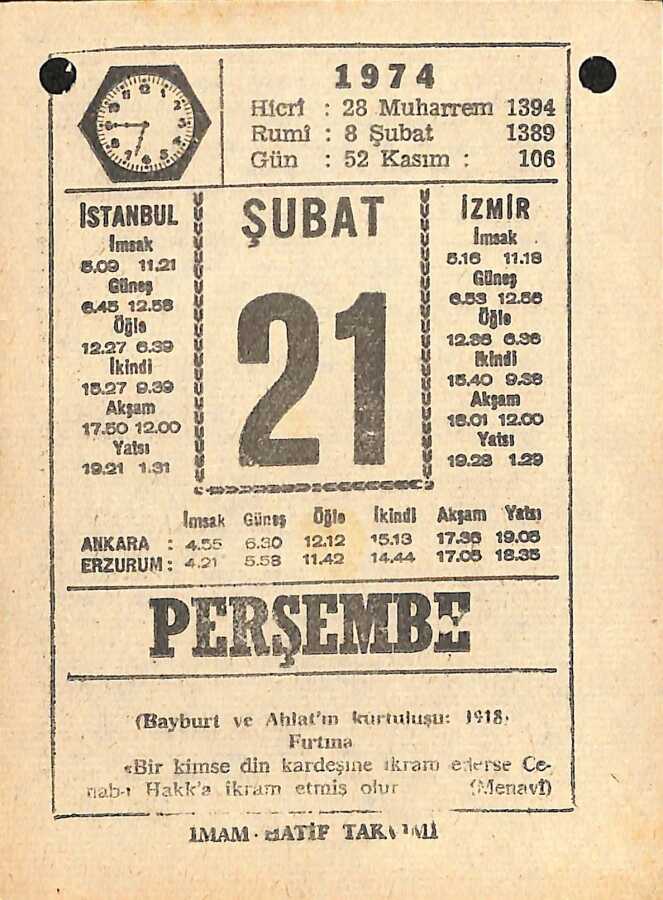 1974
Hicrî : 28 Muharrem 1394
Rumî : 8 Şubat 1389
Gün : 52 Kasım : 106
İSTANBUL
İmsak
5.09 11.21
Güneş
6.45 12.58
Öğle
12.27 6.39
İkindi
15.27 9.39
Akşam
17.50 12.00
Yatsı
19.21 1.31
ŞUBAT
21
İZMİR
İmsak
5.16 11.18
Güneş
6.53 12.56
Öğle
12.36 6.38
İkindi
15.40 9.38
Akşam
18.01 12.00
Yatsı
19.28 1.29
İmsak Güneş Öğle İkindi Akşam Yatsı
ANKARA : 4.55 6.30 12.12 15.13 17.36 19.05
ERZURUM : 4.21 5.58 11.42 14.44 17.05 18.35
PERŞEMBE
(Bayburt ve Ahlat'ın kurtuluşu: 1918)
Fırtına
«Bir kimse din kardeşine ikram ederse Ce-
nab-ı Hakk'a ikram etmiş olur (Menavî)
İMAM - HATİP TAKVİMİ